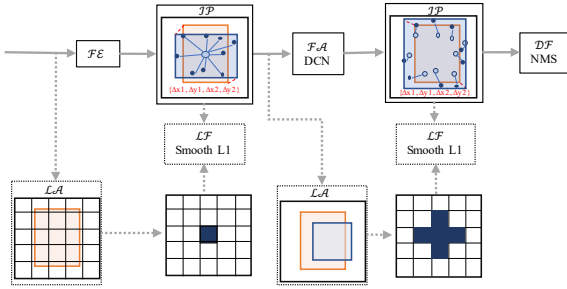 IP
IP
FE
FA
DCN
DF
NMS
{Δx1, Δy1, Δx2, Δy2}
{Δx1, Δy1, Δx2, Δy2}
LF
Smooth L1
LF
Smooth L1
LA
LA